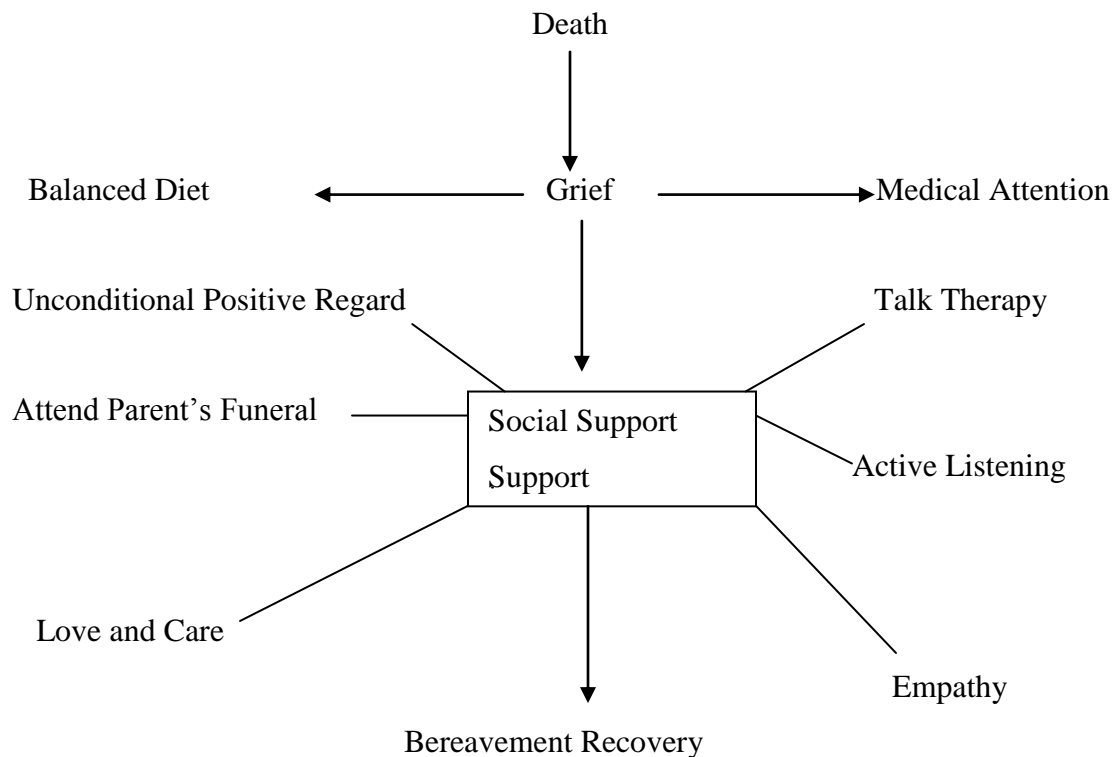 Death
Balanced Diet
Grief
Medical Attention
Unconditional Positive Regard
Talk Therapy
Attend Parent’s Funeral
Social Support
Support
Active Listening
Love and Care
Empathy
Bereavement Recovery